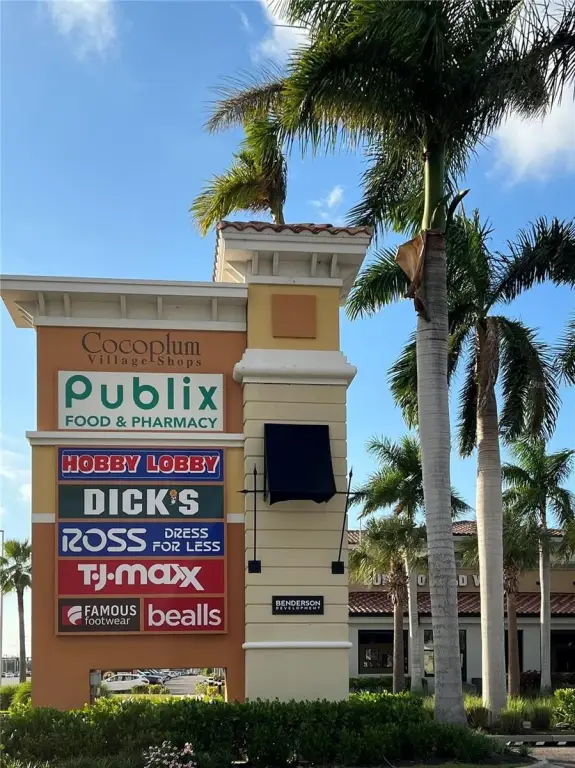 Cocoplum
Village Shops
Publix
FOOD & PHARMACY
HOBBY LOBBY
DICK'S
ROSS DRESS
FOR LESS
T·J·maxx
FAMOUS
footwear
bealls
BENDERSON
DEVELOPMENT